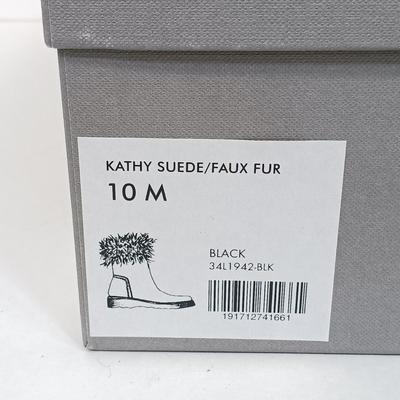 KATHY SUEDE/FAUX FUR
10 M
BLACK
34L1942-BLK
191712741661